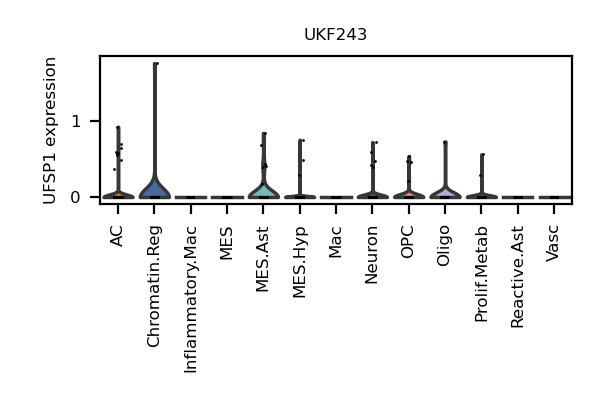 UKF243
UFSP1 expression
1
0
AC
Chromatin.Reg
Inflammatory.Mac
MES
MES.Ast
MES.Hyp
Mac
Neuron
OPC
Oligo
Prolif.Metab
Reactive.Ast
Vasc